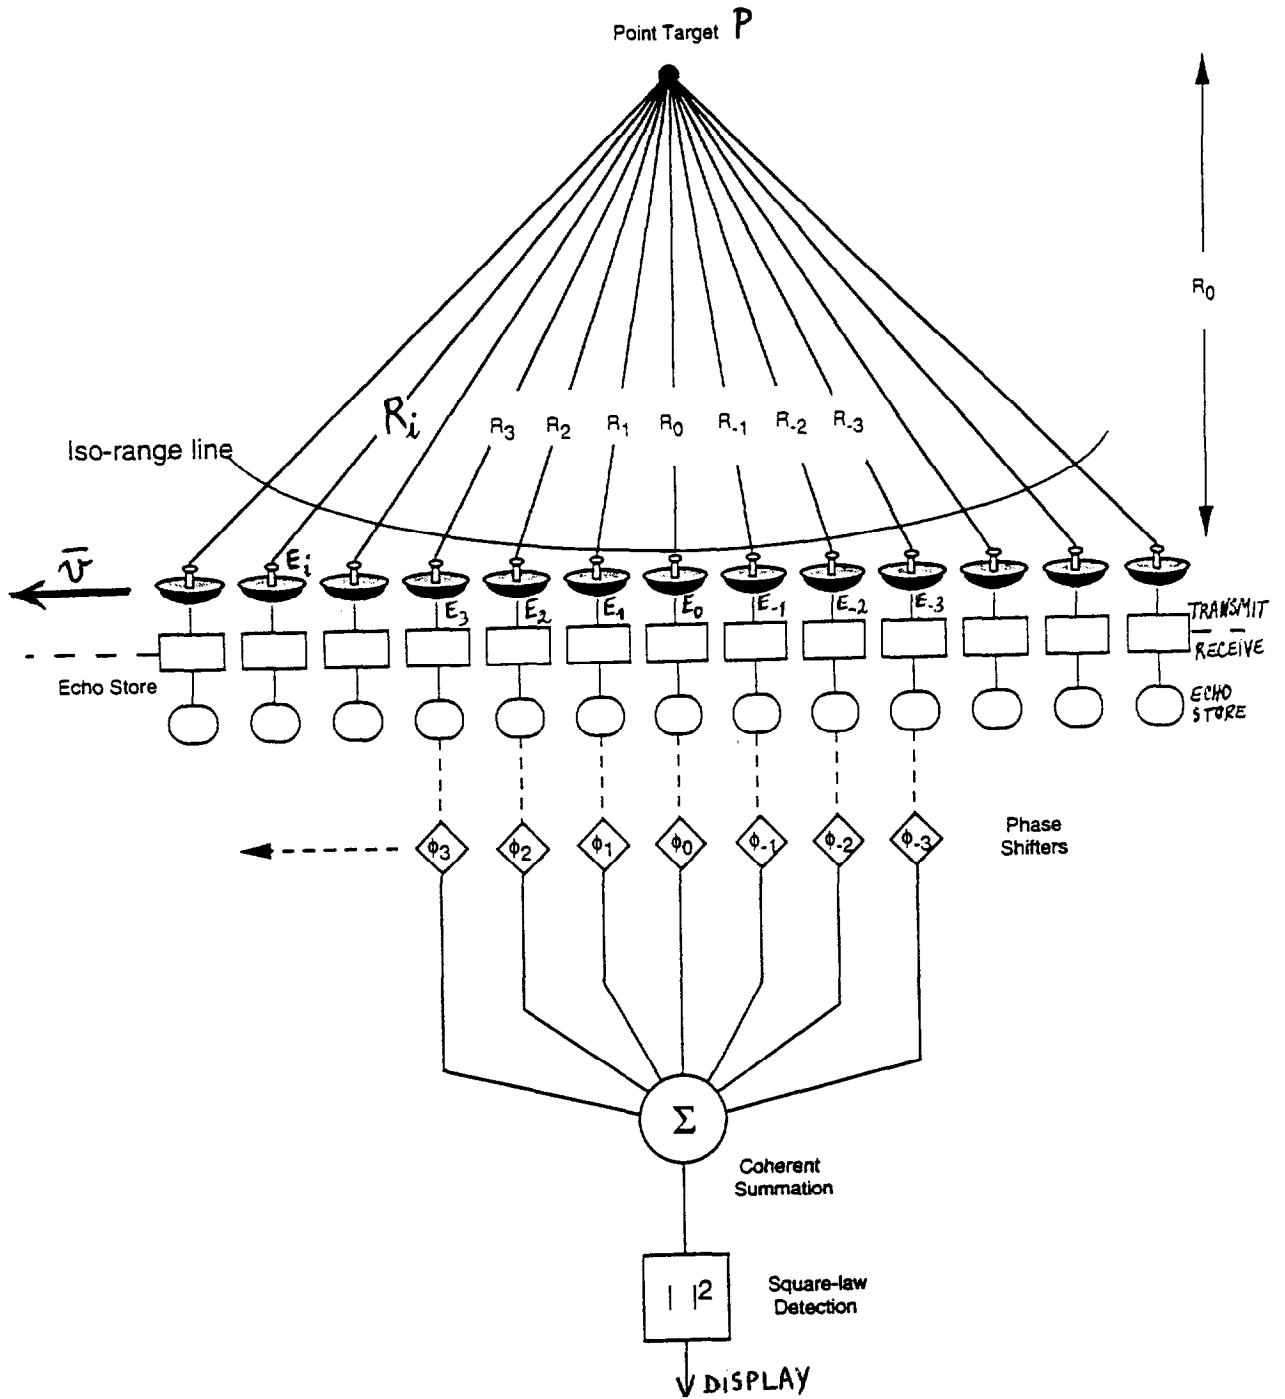 Point Target P
R₀
R_i R₃ R₂ R₁ R₀ R₋₁ R₋₂ R₋₃
Iso-range line
v̄
E_i
E₃ E₂ E₁ E₀ E₋₁ E₋₂ E₋₃
TRANSMIT
RECEIVE
Echo Store
ECHO
STORE
Phase
Shifters
ϕ₃ ϕ₂ ϕ₁ ϕ₀ ϕ₋₁ ϕ₋₂ ϕ₋₃
Σ
Coherent
Summation
| |²
Square-law
Detection
DISPLAY